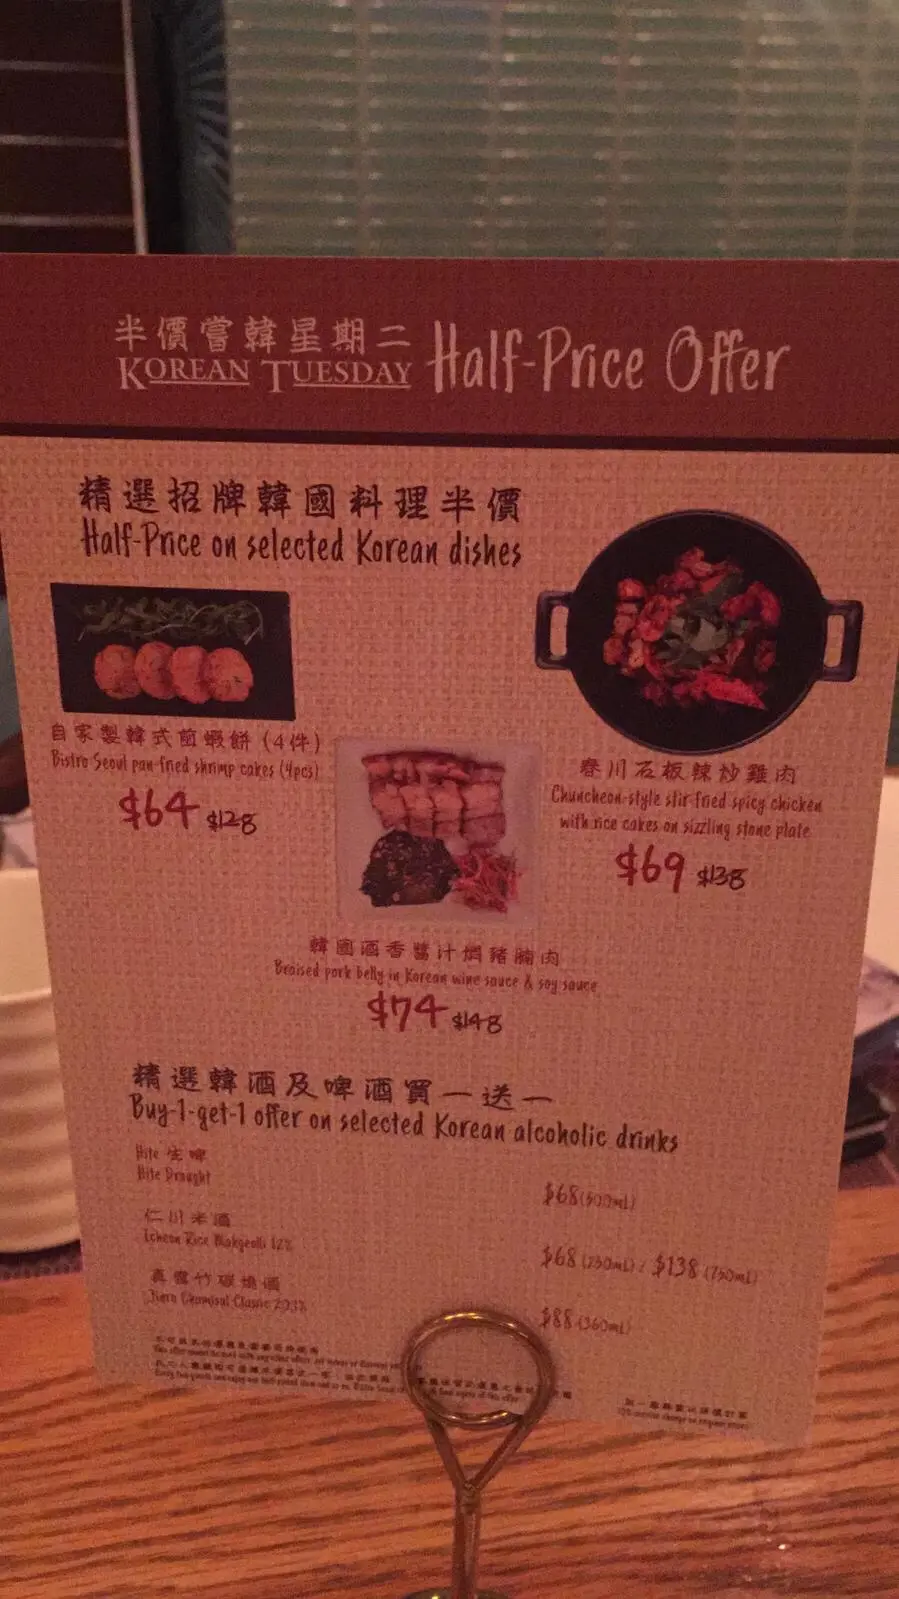 半價嘗韓星期二
KOREAN TUESDAY Half-Price Offer
精選招牌韓國料理半價
Half-Price on selected Korean dishes
自家製韓式煎蝦餅 (4件)
Bistro Seoul pan-fried shrimp cakes (4pcs)
$64 $128
春川石板辣炒雞肉
Chuncheon-style stir-fried spicy chicken
with rice cakes on sizzling stone plate
$69 $138
韓國酒香醬汁燜豬腩肉
Braised pork belly in Korean wine sauce & soy sauce
$74 $148
精選韓酒及啤酒買一送一
Buy-1-get-1 offer on selected Korean alcoholic drinks
Hite 生啤
Hite Draught
$68 (500mL)
仁川米酒
Icheon Rice Makgeolli 12%
$68 (250mL) / $138 (750mL)
真露竹碳燒酒
Jinro Chamisul Classic
$88 (360mL)